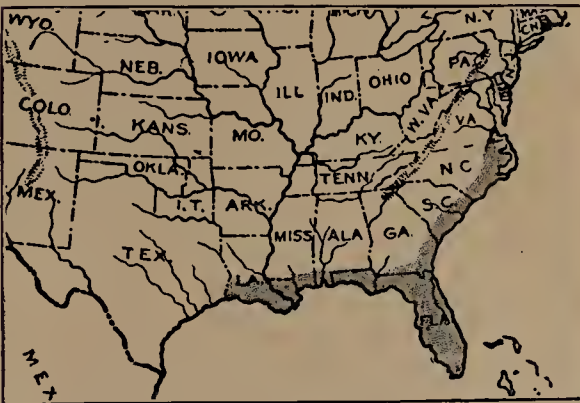 WYO.
N.Y
NEB.
IOWA
ILL
IND.
OHIO
PA.
COLO.
KANS.
MO.
KY.
W.VA
VA
OKLA.
TENN
N C
MEX.
I.T.
ARK.
S.C.
TEX.
MISS
ALA
GA.
LA.
FLA
MEX